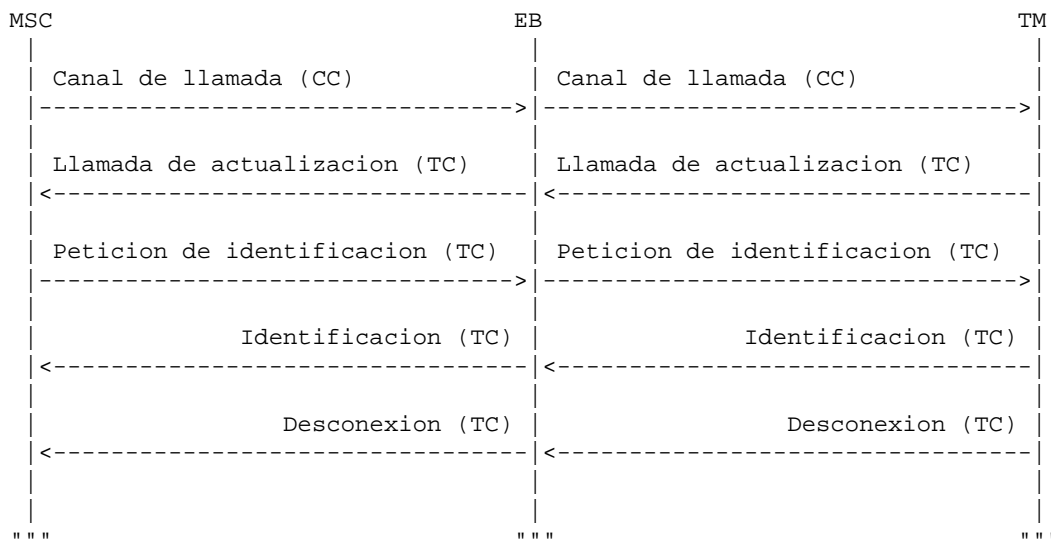 MSC EB TM
Canal de llamada (CC) Canal de llamada (CC)
Llamada de actualizacion (TC) Llamada de actualizacion (TC)
Peticion de identificacion (TC) Peticion de identificacion (TC)
Identificacion (TC) Identificacion (TC)
Desconexion (TC) Desconexion (TC)
""" """ """